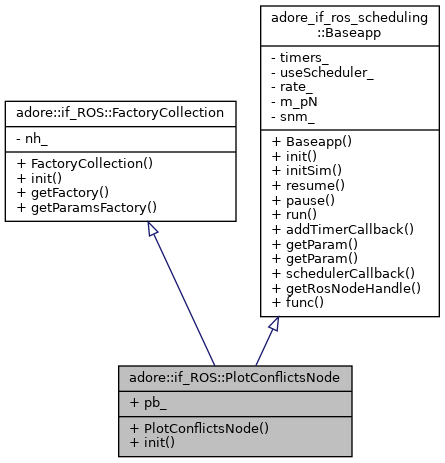 adore_if_ros_scheduling
::Baseapp
- timers_
- useScheduler_
- rate_
- m_pN
- snm_
+ Baseapp()
+ init()
+ initSim()
+ resume()
+ pause()
+ run()
+ addTimerCallback()
+ getParam()
+ getParam()
+ schedulerCallback()
+ getRosNodeHandle()
+ func()
adore::if_ROS::FactoryCollection
- nh_
+ FactoryCollection()
+ init()
+ getFactory()
+ getParamsFactory()
adore::if_ROS::PlotConflictsNode
+ pb_
+ PlotConflictsNode()
+ init()